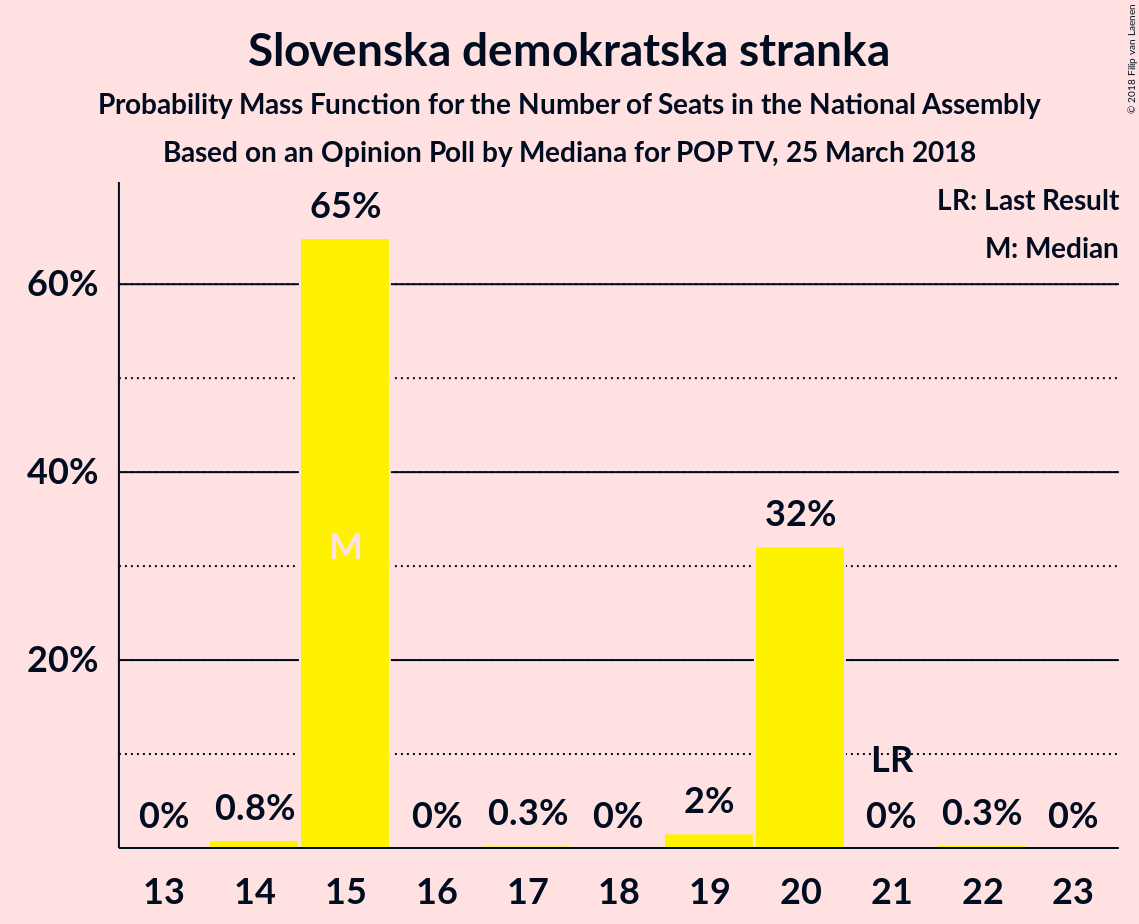 Slovenska demokratska stranka
Probability Mass Function for the Number of Seats in the National Assembly
Based on an Opinion Poll by Mediana for POP TV, 25 March 2018
© 2018 Filip van Laenen
LR: Last Result
M: Median
60%
40%
20%
0%
0.8%
65%
M
0%
0.3%
0%
2%
32%
LR
0%
0.3%
0%
13 14 15 16 17 18 19 20 21 22 23